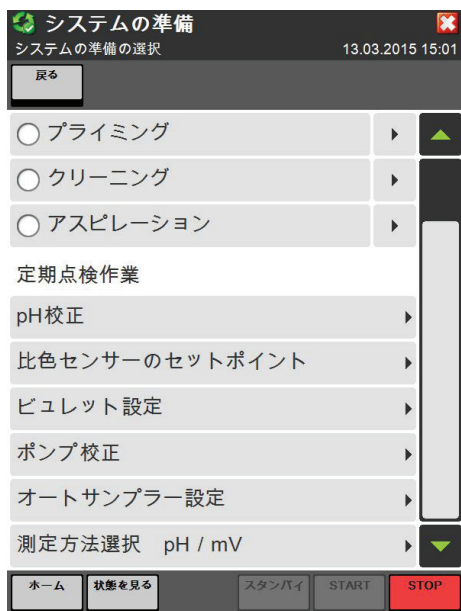 システムの準備
システムの準備の選択 13.03.2015 15:01
戻る
プライミング
クリーニング
アスピレーション
定期点検作業
pH校正
比色センサーのセットポイント
ビュレット設定
ポンプ校正
オートサンプラー設定
測定方法選択 pH / mV
ホーム 状態を見る スタンバイ START STOP